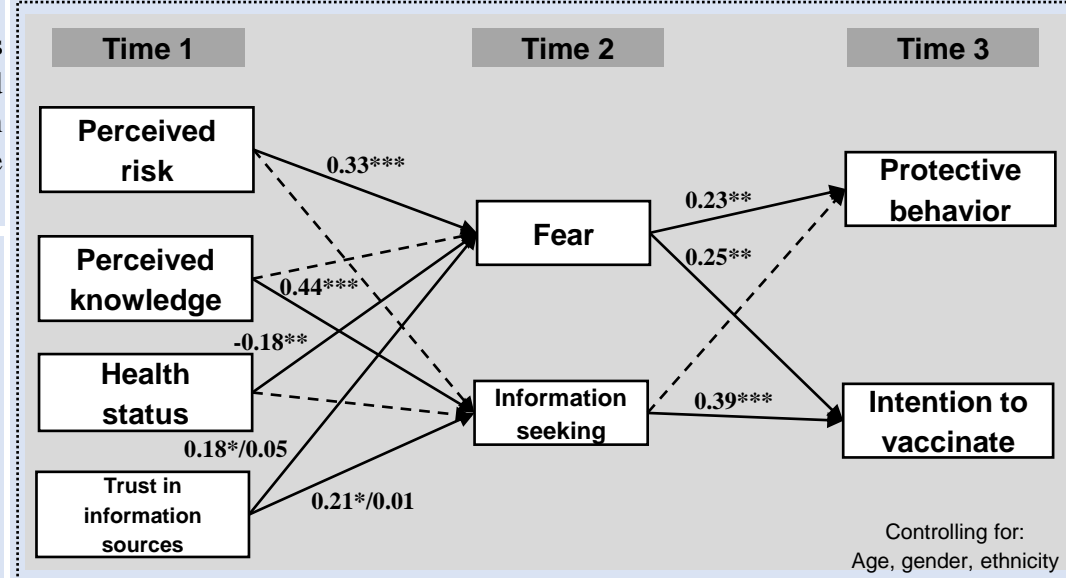 Time 1
Time 2
Time 3
Perceived
risk
Perceived
knowledge
Health
status
Trust in
information
sources
0.33***
0.44***
-0.18**
0.18*/0.05
0.21*/0.01
Fear
Information
seeking
0.23**
0.25**
0.39***
Protective
behavior
Intention to
vaccinate
Controlling for:
Age, gender, ethnicity